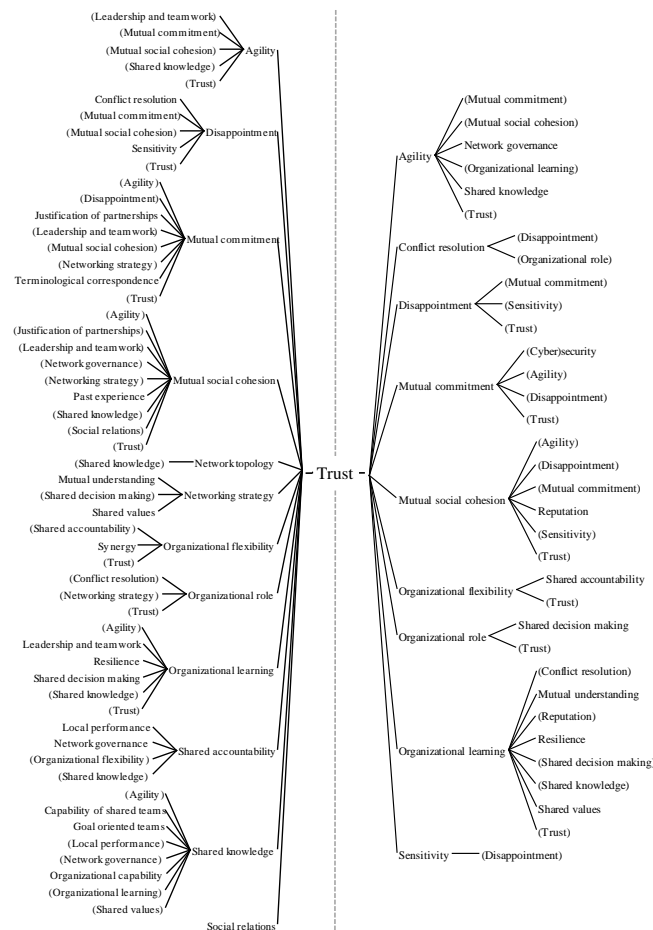 (Leadership and teamwork)
(Mutual commitment)
(Mutual social cohesion)
(Shared knowledge)
(Trust)
Agility
Conflict resolution
(Mutual commitment)
(Mutual social cohesion)
Sensitivity
(Trust)
Disappointment
(Agility)
(Disappointment)
Justification of partnerships
(Leadership and teamwork)
(Mutual social cohesion)
(Networking strategy)
Terminological correspondence
(Trust)
Mutual commitment
(Agility)
(Justification of partnerships)
(Leadership and teamwork)
(Network governance)
(Networking strategy)
Past experience
(Shared knowledge)
(Social relations)
(Trust)
Mutual social cohesion
(Shared knowledge)
Network topology
Mutual understanding
(Shared decision making)
Shared values
Networking strategy
(Shared accountability)
Synergy
(Trust)
Organizational flexibility
(Conflict resolution)
(Networking strategy)
(Trust)
Organizational role
(Agility)
Leadership and teamwork
Resilience
Shared decision making
(Shared knowledge)
(Trust)
Organizational learning
Local performance
Network governance
(Organizational flexibility)
(Shared knowledge)
Shared accountability
(Agility)
Capability of shared teams
Goal oriented teams
(Local performance)
(Network governance)
Organizational capability
(Organizational learning)
(Shared values)
Shared knowledge
Social relations
Trust
Agility
(Mutual commitment)
(Mutual social cohesion)
Network governance
(Organizational learning)
Shared knowledge
(Trust)
Conflict resolution
(Disappointment)
(Organizational role)
Disappointment
(Mutual commitment)
(Sensitivity)
(Trust)
Mutual commitment
(Cyber)security
(Agility)
(Disappointment)
(Trust)
Mutual social cohesion
(Agility)
(Disappointment)
(Mutual commitment)
Reputation
(Sensitivity)
(Trust)
Organizational flexibility
Shared accountability
(Trust)
Organizational role
Shared decision making
(Trust)
Organizational learning
(Conflict resolution)
Mutual understanding
(Reputation)
Resilience
(Shared decision making)
(Shared knowledge)
Shared values
(Trust)
Sensitivity
(Disappointment)